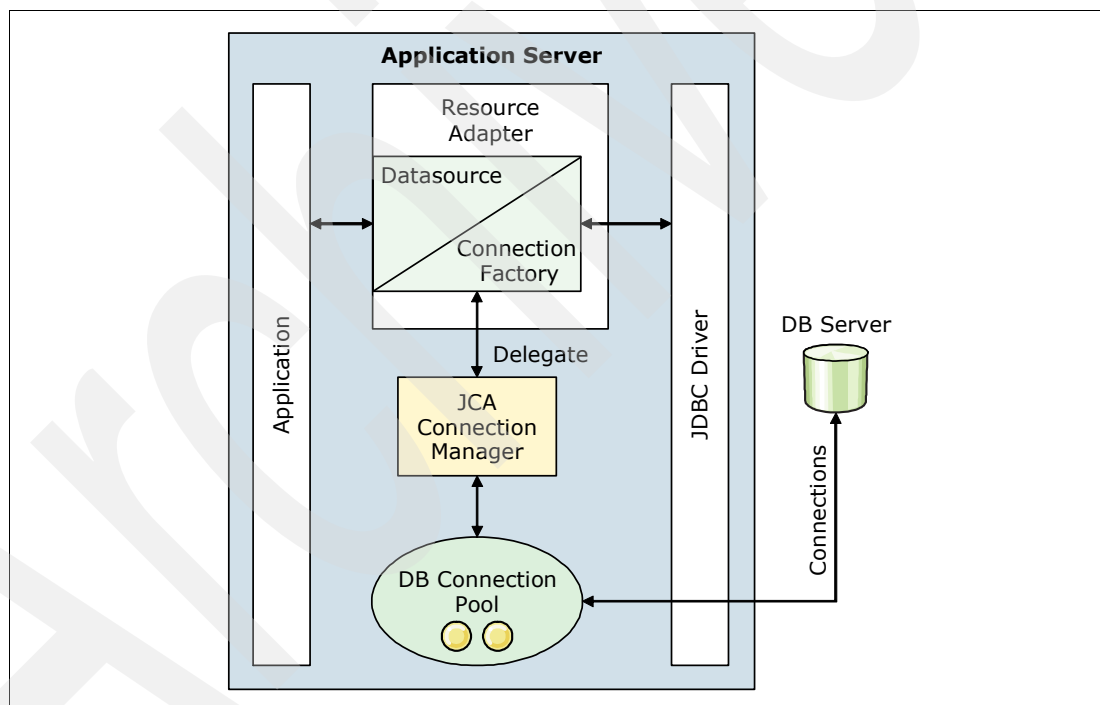 Application Server
Resource
Adapter
Datasource
Connection
Factory
Delegate
JCA
Connection
Manager
DB Connection
Pool
Application
JDBC Driver
DB Server
Connections